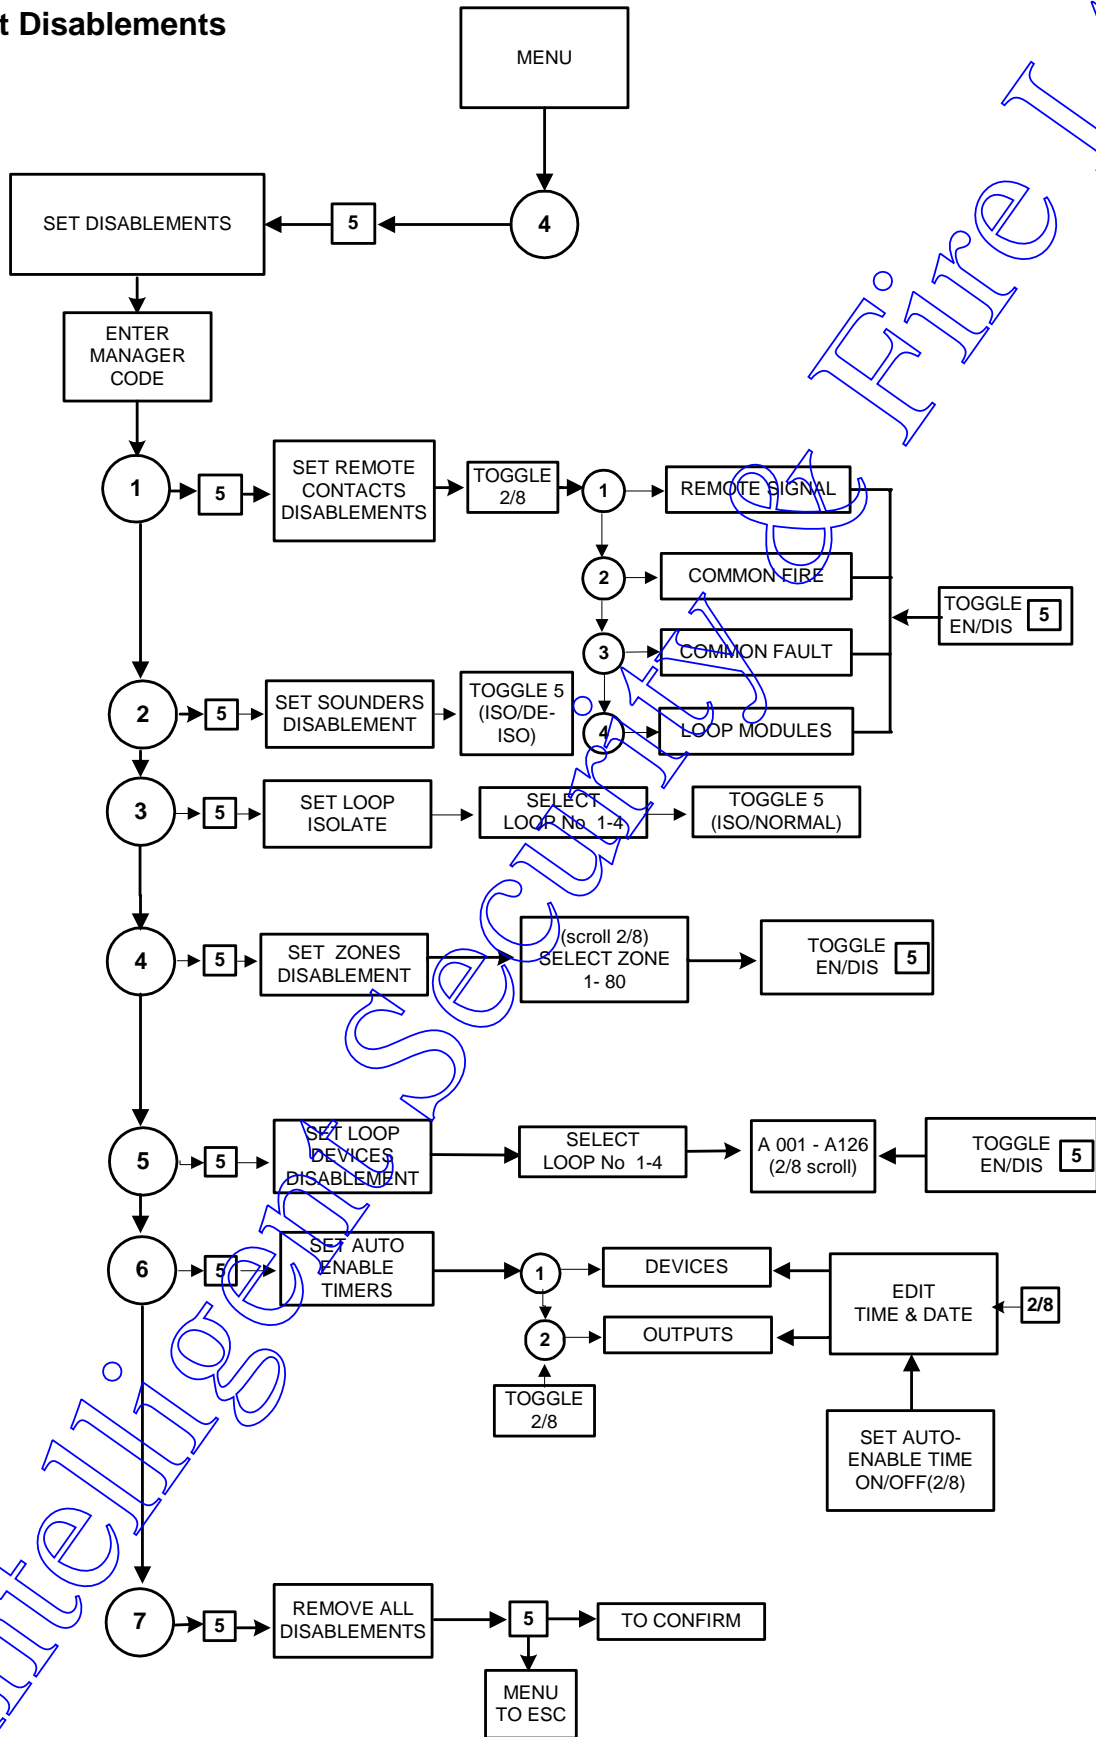 t Disablements
MENU
SET DISABLEMENTS
5
4
ENTER
MANAGER
CODE
1
5
SET REMOTE
CONTACTS
DISABLEMENTS
TOGGLE
2/8
1
REMOTE SIGNAL
2
COMMON FIRE
TOGGLE
EN/DIS
5
3
COMMON FAULT
4
LOOP MODULES
2
5
SET SOUNDERS
DISABLEMENT
TOGGLE 5
(ISO/DE-
ISO)
3
5
SET LOOP
ISOLATE
SELECT
LOOP No 1-4
TOGGLE 5
(ISO/NORMAL)
4
5
SET ZONES
DISABLEMENT
(scroll 2/8)
SELECT ZONE
1- 80
TOGGLE
EN/DIS
5
5
5
SET LOOP
DEVICES
DISABLEMENT
SELECT
LOOP No 1-4
A 001 - A126
(2/8 scroll)
TOGGLE
EN/DIS
5
6
5
SET AUTO
ENABLE
TIMERS
1
DEVICES
2
OUTPUTS
TOGGLE
2/8
EDIT
TIME & DATE
2/8
SET AUTO-
ENABLE TIME
ON/OFF(2/8)
7
5
REMOVE ALL
DISABLEMENTS
5
TO CONFIRM
MENU
TO ESC
ntelligent Security & Fire